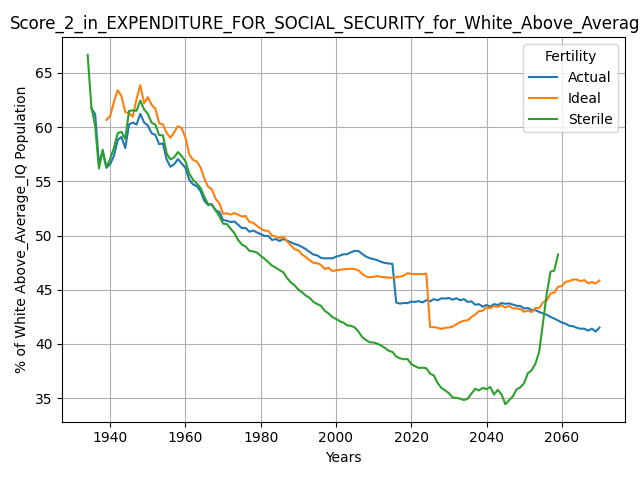 Score_2_in_EXPENDITURE_FOR_SOCIAL_SECURITY_for_White_Above_Averag
Fertility
Actual
Ideal
Sterile
% of White Above_Average_IQ Population
65
60
55
50
45
40
35
1940 1960 1980 2000 2020 2040 2060
Years